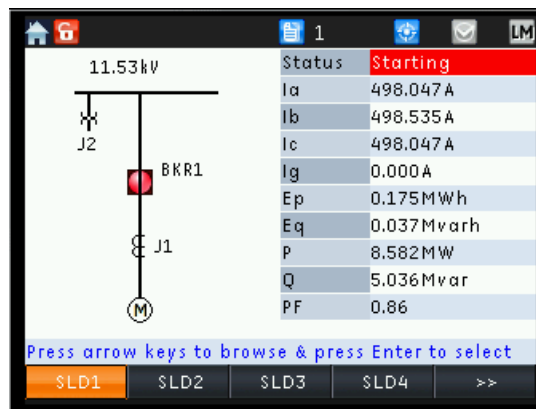 1 LM
11.53kV
J2
BKR1
J1
M
Status Starting
Ia 498.047A
Ib 498.535A
Ic 498.047A
Ig 0.000A
Ep 0.175MWh
Eq 0.037Mvarh
P 8.582MW
Q 5.036Mvar
PF 0.86
Press arrow keys to browse & press Enter to select
SLD1 SLD2 SLD3 SLD4 >>